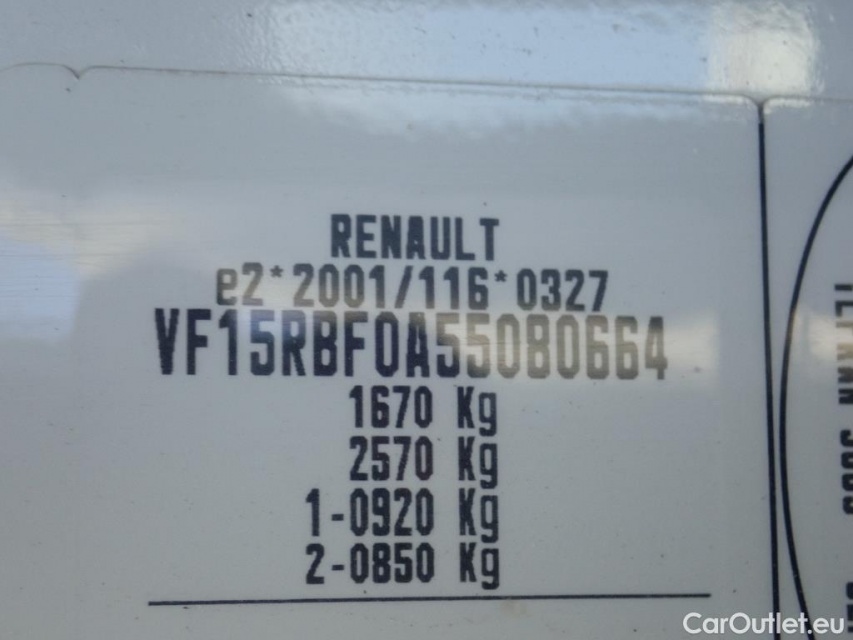 RENAULT
e2*2001/116*0327
VF15RBF0A55080664
1670 Kg
2570 Kg
1-0920 Kg
2-0850 Kg
CarOutlet.eu